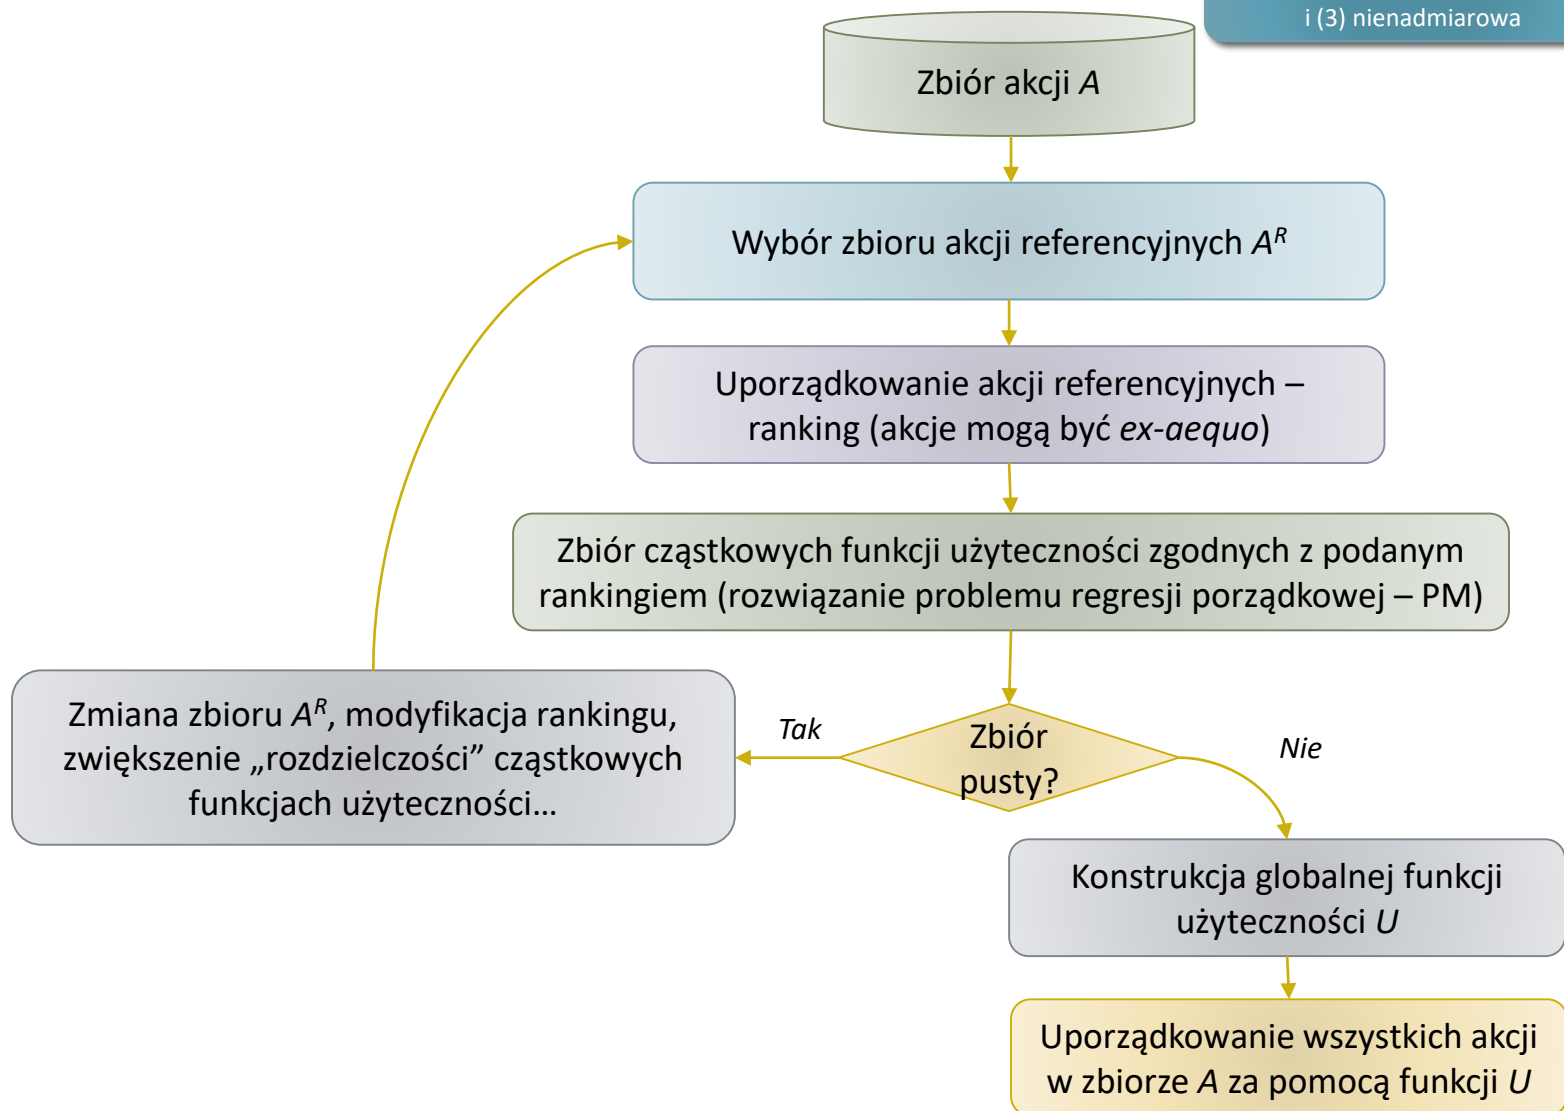 i (3) nienadmiarowa
Zbiór akcji A
Wybór zbioru akcji referencyjnych A^R
Uporządkowanie akcji referencyjnych –
ranking (akcje mogą być ex-aequo)
Zbiór cząstkowych funkcji użyteczności zgodnych z podanym
rankingiem (rozwiązanie problemu regresji porządkowej – PM)
Zmiana zbioru A^R, modyfikacja rankingu,
zwiększenie „rozdzielczości” cząstkowych
funkcjach użyteczności…
Tak
Zbiór
pusty?
Nie
Konstrukcja globalnej funkcji
użyteczności U
Uporządkowanie wszystkich akcji
w zbiorze A za pomocą funkcji U